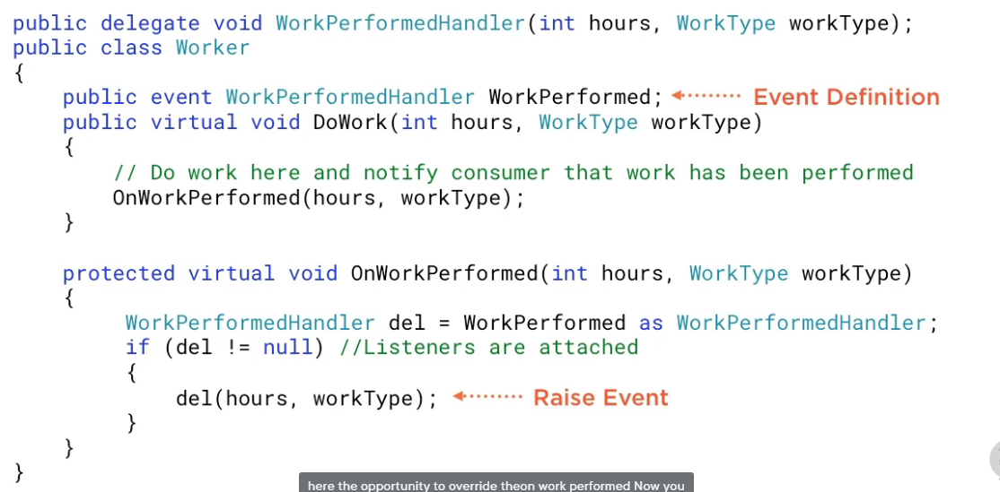 public delegate void WorkPerformedHandler(int hours, WorkType workType);
public class Worker
{
    public event WorkPerformedHandler WorkPerformed; Event Definition
    public virtual void DoWork(int hours, WorkType workType)
    {
        // Do work here and notify consumer that work has been performed
        OnWorkPerformed(hours, workType);
    }
    protected virtual void OnWorkPerformed(int hours, WorkType workType)
    {
        WorkPerformedHandler del = WorkPerformed as WorkPerformedHandler;
        if (del != null) //Listeners are attached
        {
            del(hours, workType); Raise Event
        }
    }
}
here the opportunity to override theon work performed Now you